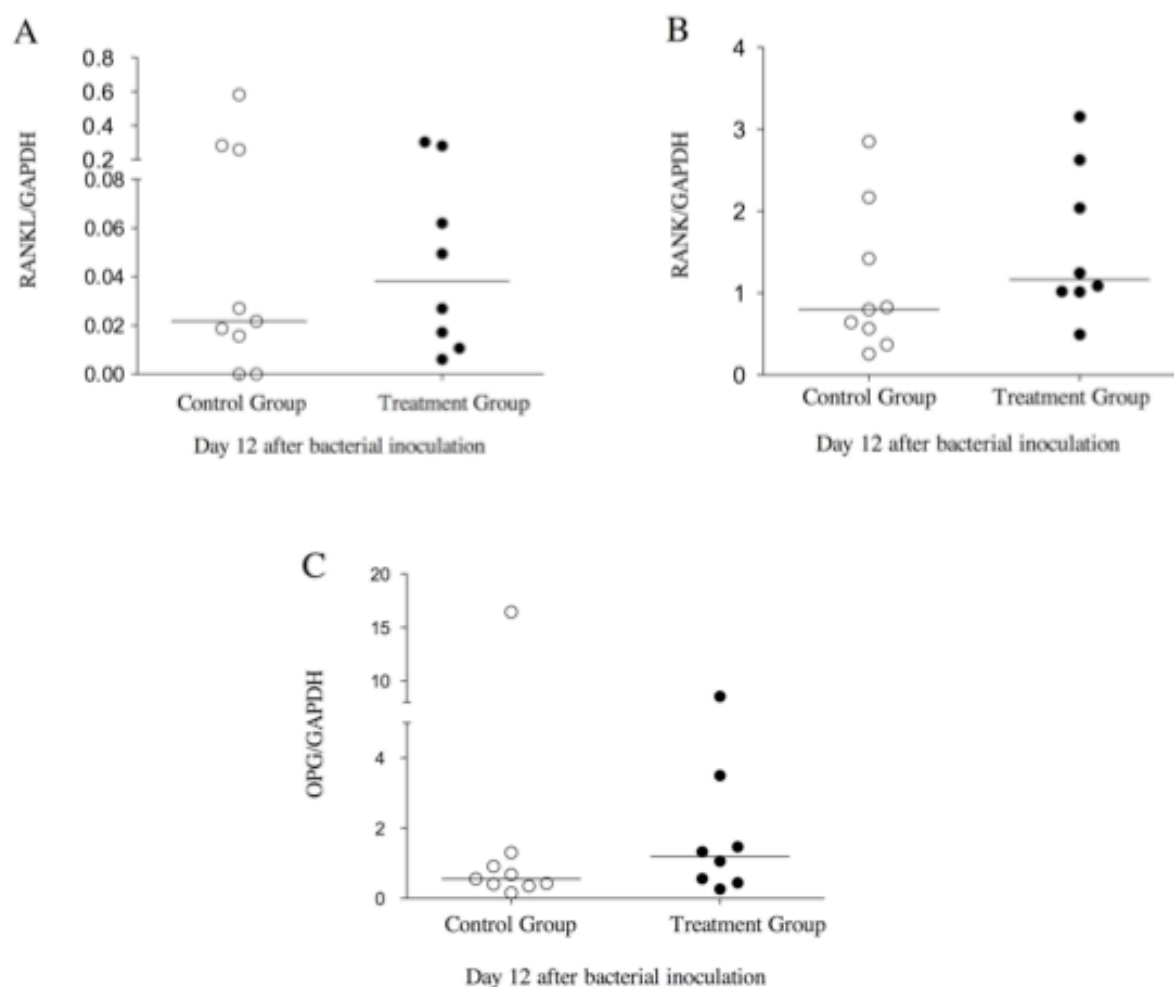 A
RANKL/GAPDH
0.8
0.6
0.4
0.2
0.08
0.06
0.04
0.02
0.00
Control Group Treatment Group
Day 12 after bacterial inoculation
B
RANK/GAPDH
4
3
2
1
0
Control Group Treatment Group
Day 12 after bacterial inoculation
C
OPG/GAPDH
20
15
10
4
2
0
Control Group Treatment Group
Day 12 after bacterial inoculation